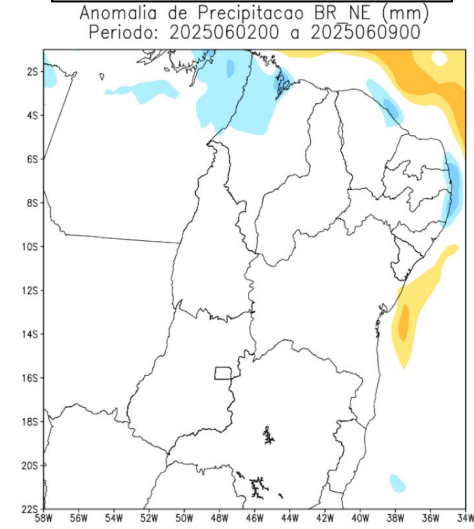 Anomalia de Precipitacao BR_NE (mm)
Periodo: 2025060200 a 2025060900
2S
4S
6S
8S
10S
12S
14S
16S
18S
20S
22S
58W 56W 54W 52W 50W 48W 46W 44W 42W 40W 38W 36W 34W